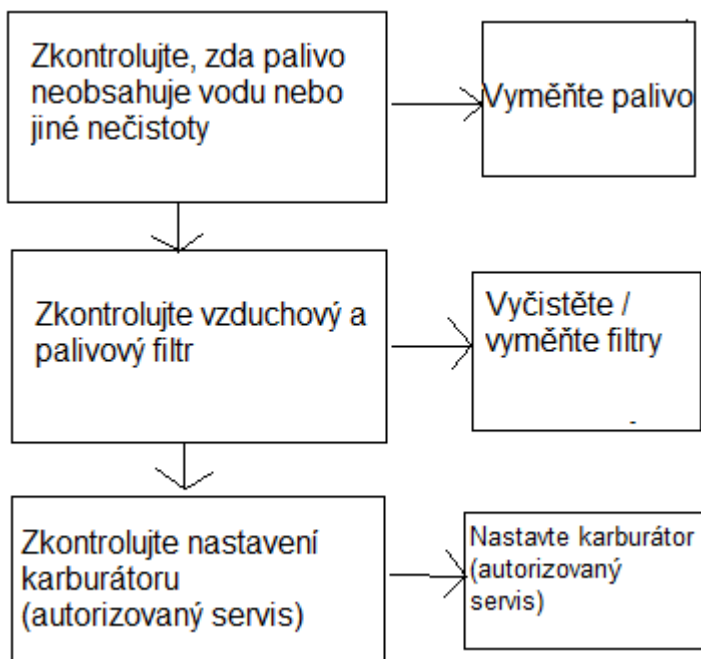 Zkontrolujte, zda palivo
neobsahuje vodu nebo
jiné nečistoty
Vyměňte palivo
Zkontrolujte vzduchový a
palivový filtr
Vyčistěte /
vyměňte filtry
Zkontrolujte nastavení
karburátoru
(autorizovaný servis)
Nastavte karburátor
(autorizovaný
servis)